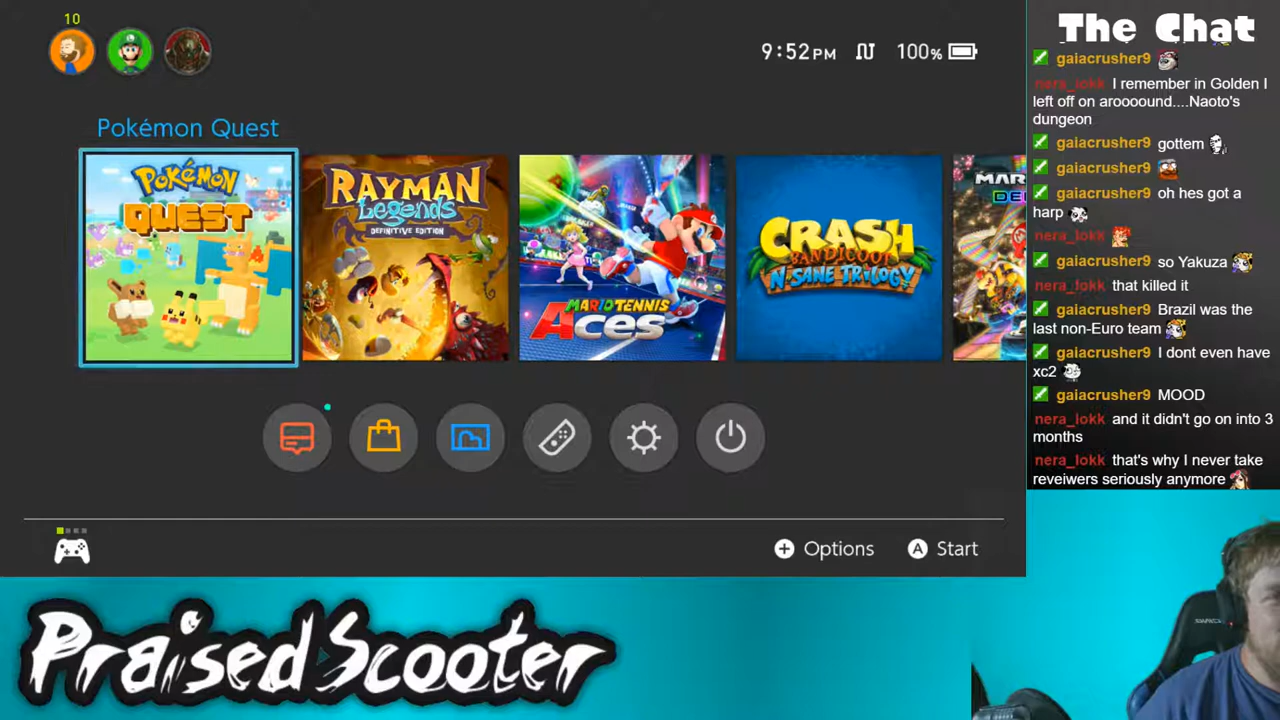 10
9:52PM
100%
Pokémon Quest
POKÉMON
QUEST
RAYMAN
Legends
DEFINITIVE EDITION
MARIO TENNIS
Aces
CRASH
BANDICOOT
N.SANE TRILOGY
MAR
DE
Options
A Start
PraisedScooter
The Chat
gaiacrusher9
nera_lokk I remember in Golden I
left off on aroooound....Naoto's
dungeon
gaiacrusher9 gottem
gaiacrusher9
gaiacrusher9 oh hes got a
harp
nera_lokk
gaiacrusher9 so Yakuza
nera_lokk that killed it
gaiacrusher9 Brazil was the
last non-Euro team
gaiacrusher9 I dont even have
xc2
gaiacrusher9 MOOD
nera_lokk and it didn't go on into 3
months
nera_lokk that's why I never take
reveiwers seriously anymore